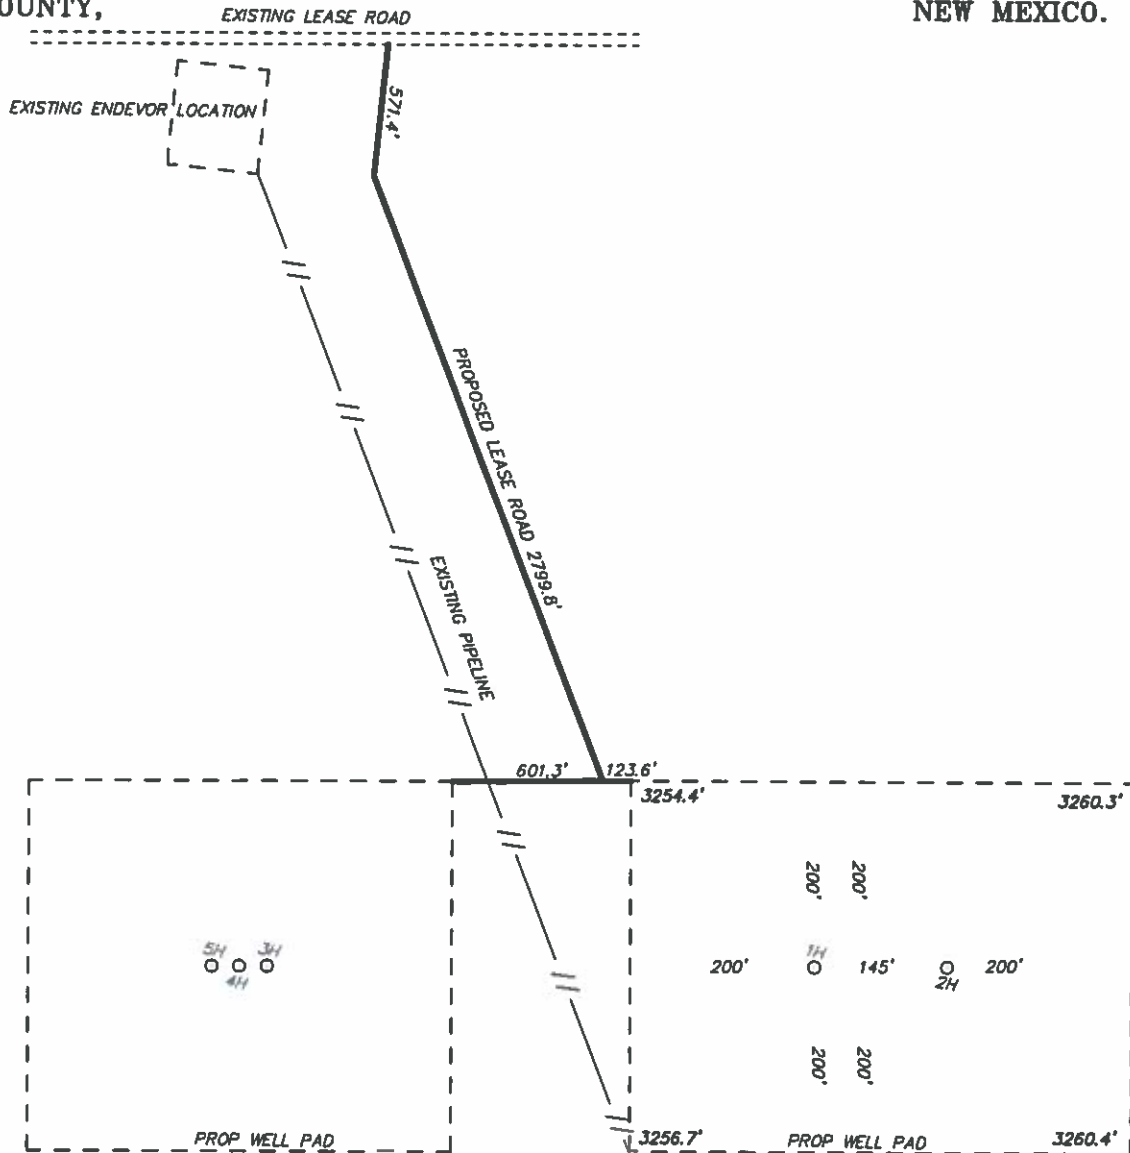 OUNTY,
EXISTING LEASE ROAD
NEW MEXICO.
EXISTING ENDEVOR LOCATION
571.4'
PROPOSED LEASE ROAD 2799.8'
EXISTING PIPELINE
601.3'
123.6'
3254.4'
3260.3'
200'
200'
5H
3H
4H
200'
1H
145'
2H
200'
200'
200'
PROP WELL PAD
3256.7'
PROP WELL PAD
3260.4'